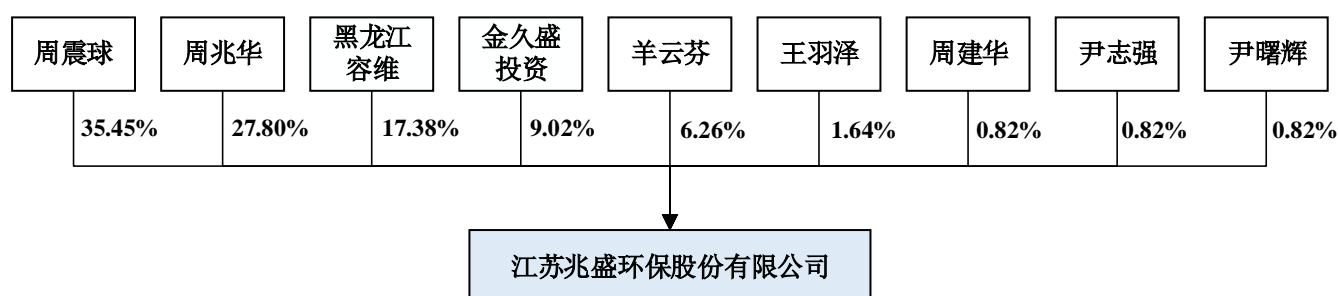 周震球
周兆华
黑龙江
容维
金久盛
投资
羊云芬
王羽泽
周建华
尹志强
尹曙辉
35.45%
27.80%
17.38%
9.02%
6.26%
1.64%
0.82%
0.82%
0.82%
江苏兆盛环保股份有限公司